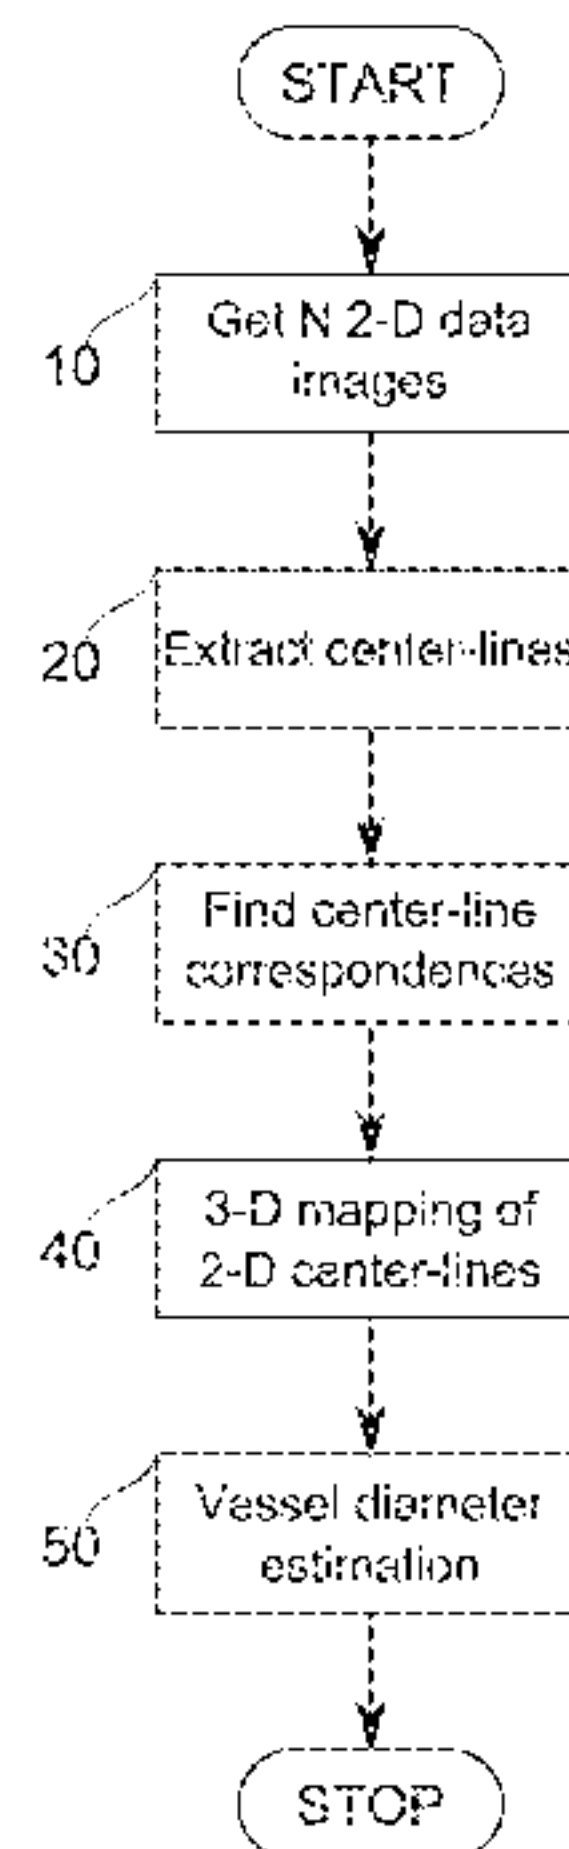 START
10
Get N 2-D data
images
20
Extract center-lines
30
Find center-line
correspondences
40
3-D mapping of
2-D center-lines
50
Vessel diameter
estimation
STOP